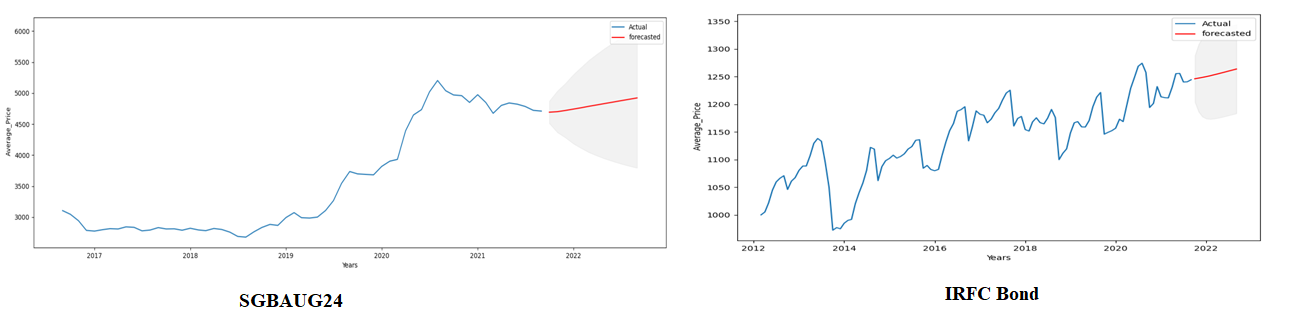 6000
5500
5000
4500
4000
3500
3000
Average_Price
2017
2018
2019
2020
2021
2022
Years
Actual
forecasted
SGBAUG24
1350
1300
1250
1200
1150
1100
1050
1000
Average_Price
2012
2014
2016
2018
2020
2022
Years
Actual
forecasted
IRFC Bond